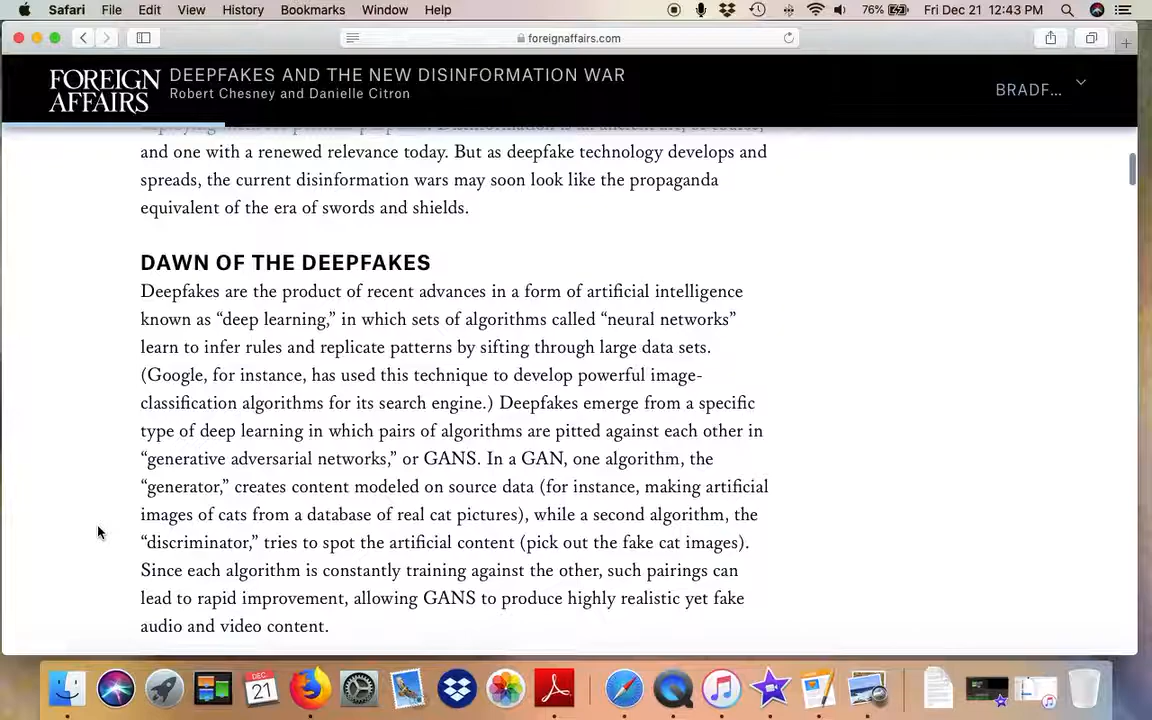 Safari File Edit View History Bookmarks Window Help 76% Fri Dec 21 12:43 PM
foreignaffairs.com
FOREIGN AFFAIRS
DEEPFAKES AND THE NEW DISINFORMATION WAR
Robert Chesney and Danielle Citron
BRADF...
and one with a renewed relevance today. But as deepfake technology develops and
spreads, the current disinformation wars may soon look like the propaganda
equivalent of the era of swords and shields.
DAWN OF THE DEEPFAKES
Deepfakes are the product of recent advances in a form of artificial intelligence
known as “deep learning,” in which sets of algorithms called “neural networks”
learn to infer rules and replicate patterns by sifting through large data sets.
(Google, for instance, has used this technique to develop powerful image-
classification algorithms for its search engine.) Deepfakes emerge from a specific
type of deep learning in which pairs of algorithms are pitted against each other in
“generative adversarial networks,” or GANS. In a GAN, one algorithm, the
“generator,” creates content modeled on source data (for instance, making artificial
images of cats from a database of real cat pictures), while a second algorithm, the
“discriminator,” tries to spot the artificial content (pick out the fake cat images).
Since each algorithm is constantly training against the other, such pairings can
lead to rapid improvement, allowing GANS to produce highly realistic yet fake
audio and video content.
DEC
21